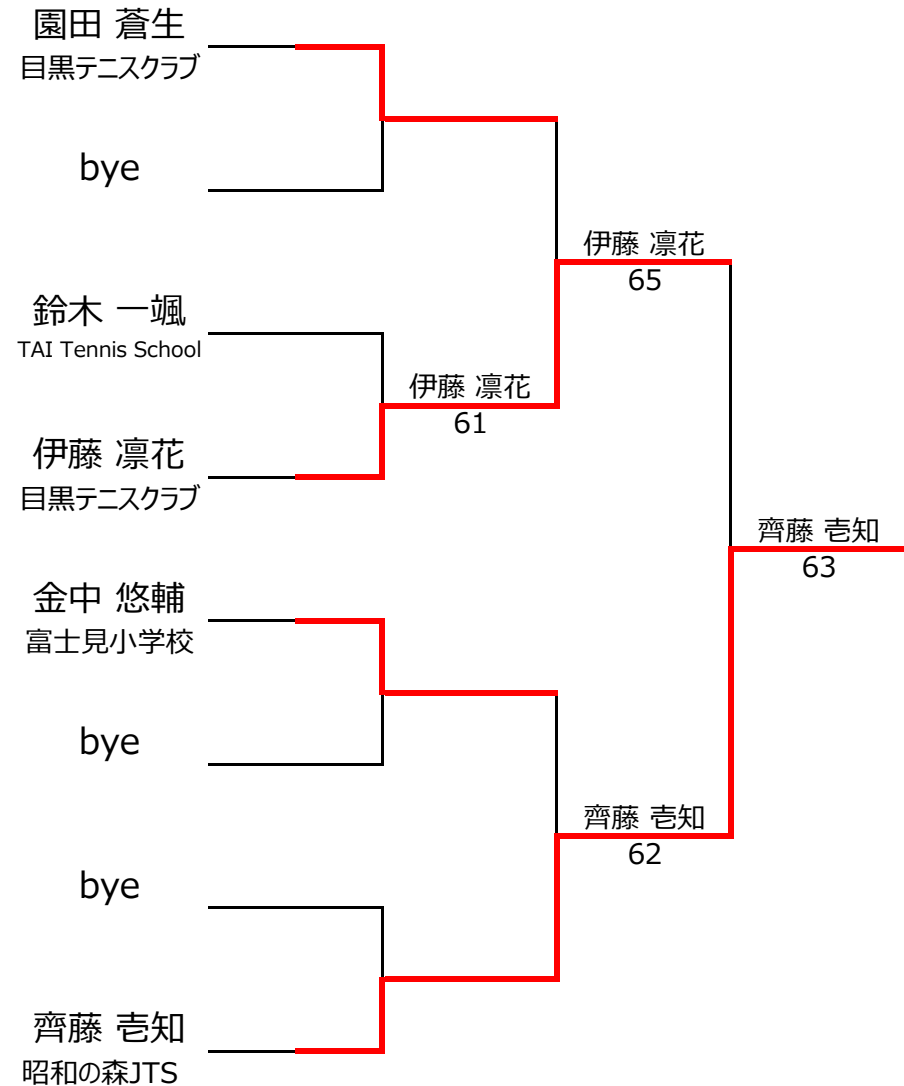 園田 蒼生
目黒テニスクラブ
bye
鈴木 一颯
TAI Tennis School
伊藤 凛花
目黒テニスクラブ
金中 悠輔
富士見小学校
bye
bye
齊藤 壱知
昭和の森JTS
伊藤 凛花
61
伊藤 凛花
65
齊藤 壱知
62
齊藤 壱知
63